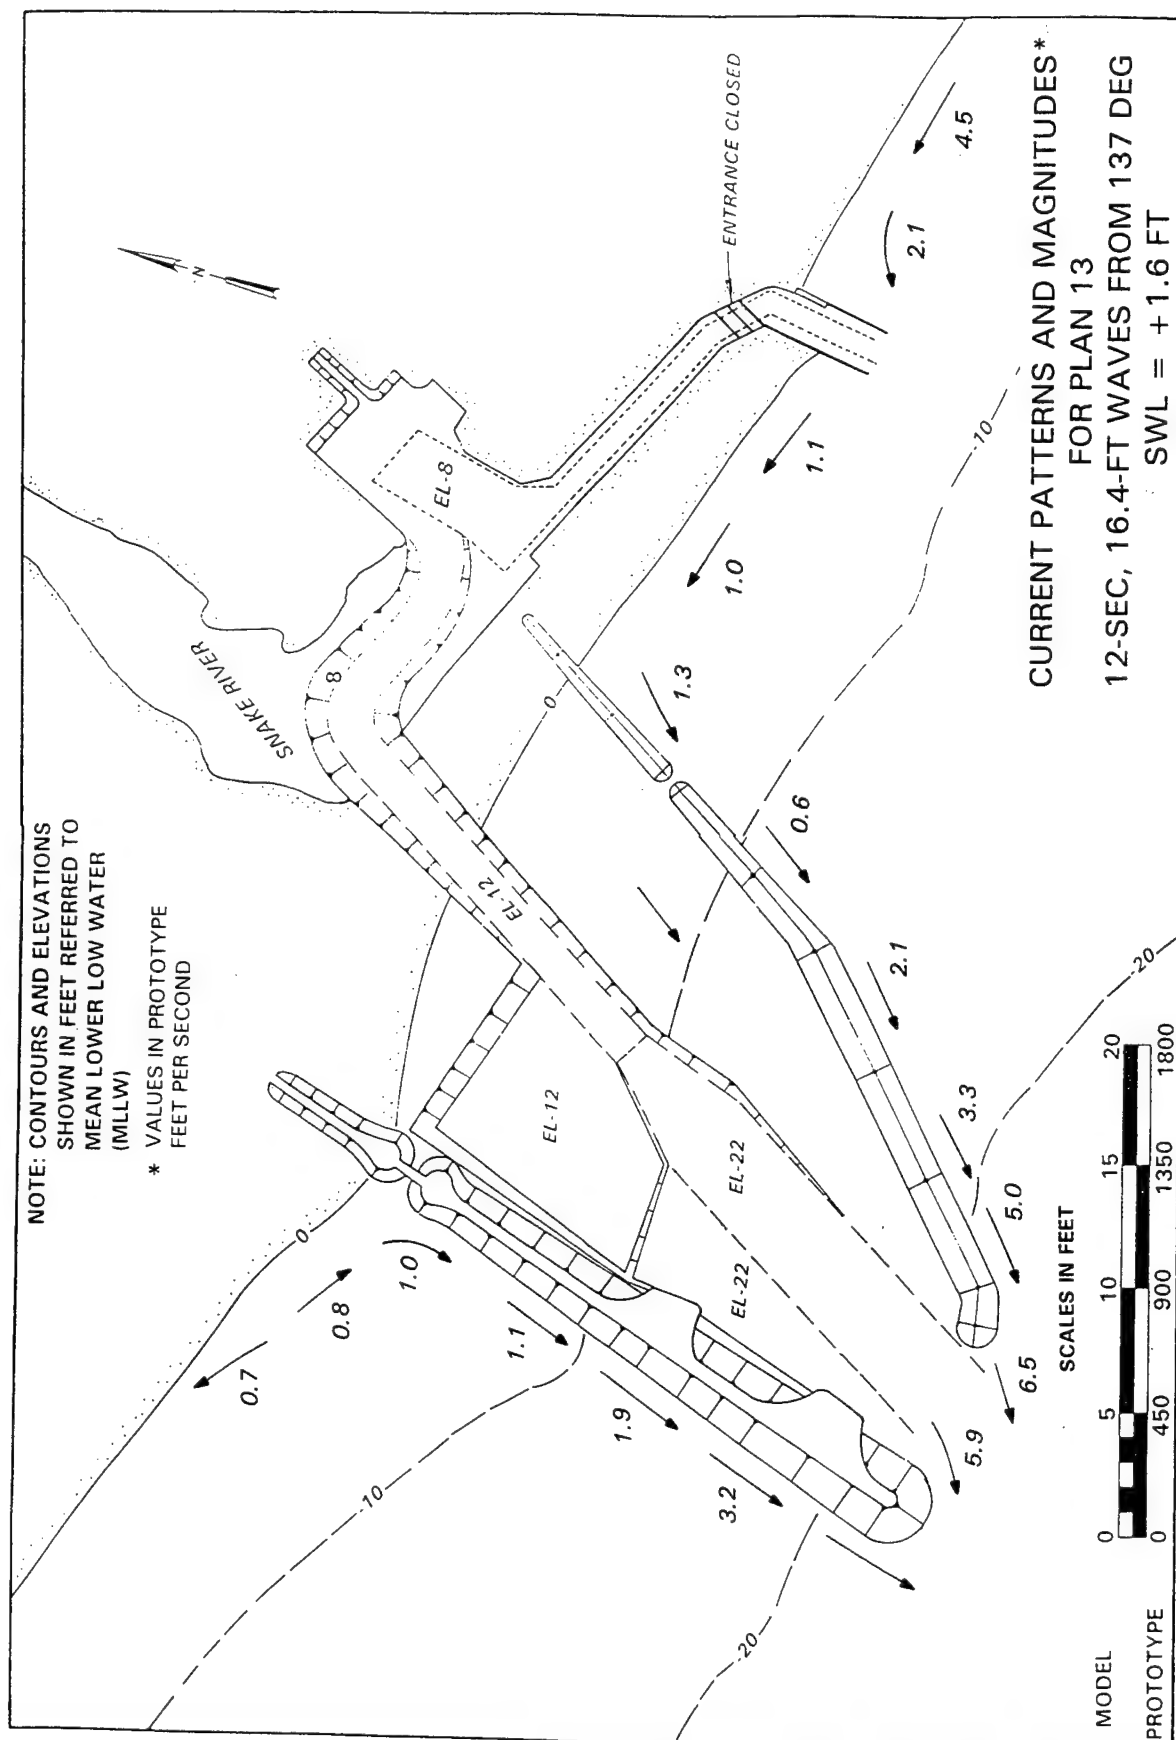 NOTE: CONTOURS AND ELEVATIONS
SHOWN IN FEET REFERRED TO
MEAN LOWER LOW WATER
(MLLW)
* VALUES IN PROTOTYPE
FEET PER SECOND
N
SNAKE RIVER
ENTRANCE CLOSED
EL-8
8
EL-12
EL-12
EL-22
EL-22
0
0
-10
-10
-20
-20
0.7
0.8
1.0
1.1
1.9
3.2
5.9
6.5
5.0
3.3
2.1
0.6
1.3
1.0
1.1
2.1
4.5
SCALES IN FEET
MODEL 0 5 10 15 20
PROTOTYPE 0 450 900 1350 1800
CURRENT PATTERNS AND MAGNITUDES*
FOR PLAN 13
12-SEC, 16.4-FT WAVES FROM 137 DEG
SWL = +1.6 FT